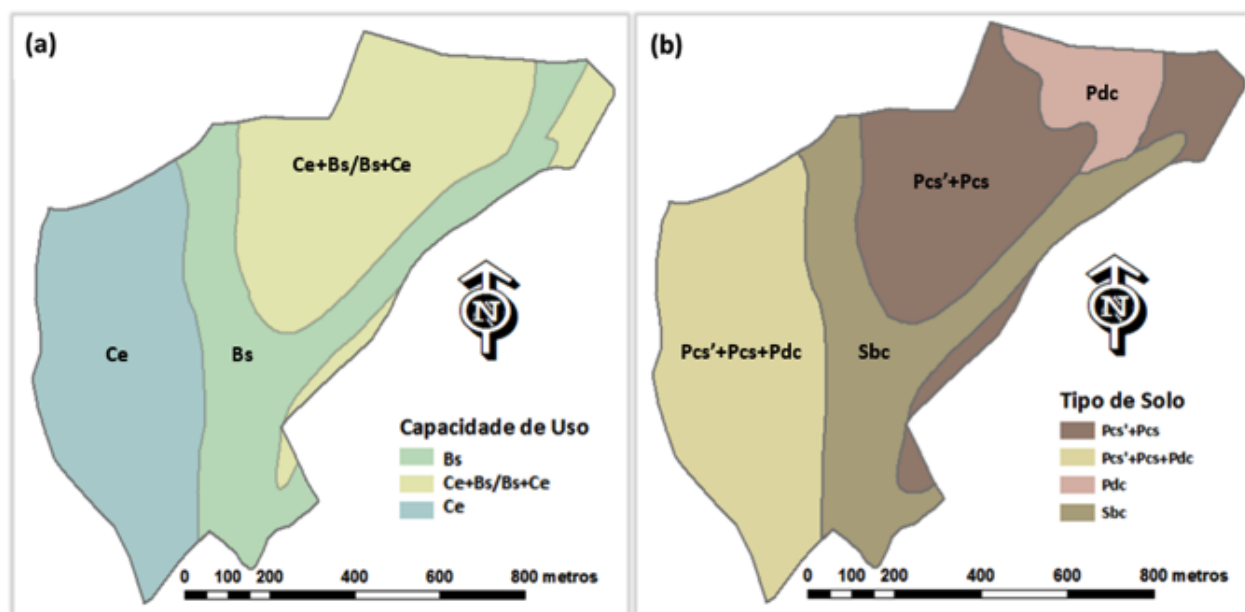 (a)
Ce+Bs/Bs+Ce
Ce
Bs
N
Capacidade de Uso
Bs
Ce+Bs/Bs+Ce
Ce
0 100 200 400 600 800 metros
(b)
Pdc
Pcs'+Pcs
Pcs'+Pcs+Pdc
Sbc
N
Tipo de Solo
Pcs'+Pcs
Pcs'+Pcs+Pdc
Pdc
Sbc
0 100 200 400 600 800 metros